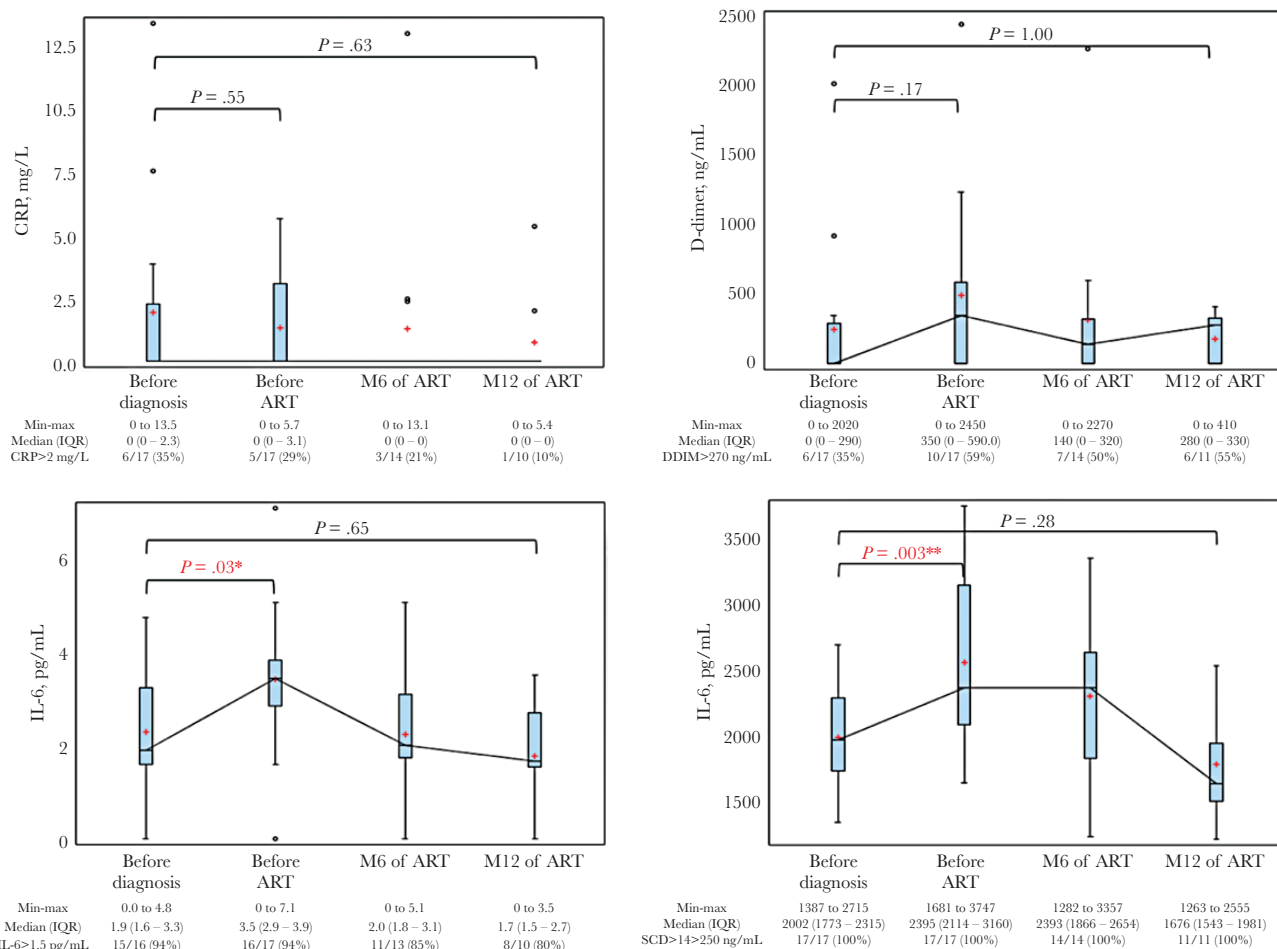 CRP, mg/L
12.5
10.5
7.5
5.0
2.5
0.0
P = .63
P = .55
Before diagnosis
Before ART
M6 of ART
M12 of ART
Min-max 0 to 13.5 0 to 5.7 0 to 13.1 0 to 5.4
Median (IQR) 0 (0 – 2.3) 0 (0 – 3.1) 0 (0 – 0) 0 (0 – 0)
CRP>2 mg/L 6/17 (35%) 5/17 (29%) 3/14 (21%) 1/10 (10%)
D-dimer, ng/mL
2500
2000
1500
1000
500
0
P = 1.00
P = .17
Before diagnosis
Before ART
M6 of ART
M12 of ART
Min-max 0 to 2020 0 to 2450 0 to 2270 0 to 410
Median (IQR) 0 (0 – 290) 350 (0 – 590.0) 140 (0 – 320) 280 (0 – 330)
DDIM>270 ng/mL 6/17 (35%) 10/17 (59%) 7/14 (50%) 6/11 (55%)
IL-6, pg/mL
6
4
2
0
P = .65
P = .03*
Before diagnosis
Before ART
M6 of ART
M12 of ART
Min-max 0.0 to 4.8 0 to 7.1 0 to 5.1 0 to 3.5
Median (IQR) 1.9 (1.6 – 3.3) 3.5 (2.9 – 3.9) 2.0 (1.8 – 3.1) 1.7 (1.5 – 2.7)
IL-6>1.5 pg/mL 15/16 (94%) 16/17 (94%) 11/13 (85%) 8/10 (80%)
IL-6, pg/mL
3500
3000
2500
2000
1500
P = .28
P = .003**
Before diagnosis
Before ART
M6 of ART
M12 of ART
Min-max 1387 to 2715 1681 to 3747 1282 to 3357 1263 to 2555
Median (IQR) 2002 (1773 – 2315) 2395 (2114 – 3160) 2393 (1866 – 2654) 1676 (1543 – 1981)
SCD>14>250 ng/mL 17/17 (100%) 17/17 (100%) 14/14 (100%) 11/11 (100%)